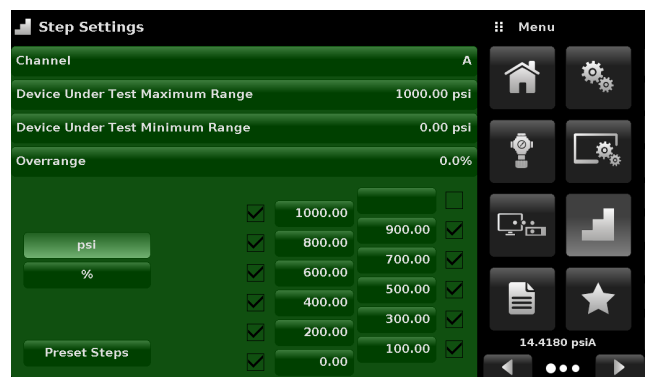 Step Settings
Menu
Channel A
Device Under Test Maximum Range 1000.00 psi
Device Under Test Minimum Range 0.00 psi
Overrange 0.0%
1000.00
900.00
psi
800.00
700.00
%
600.00
500.00
400.00
300.00
200.00
100.00
Preset Steps
0.00
14.4180 psiA